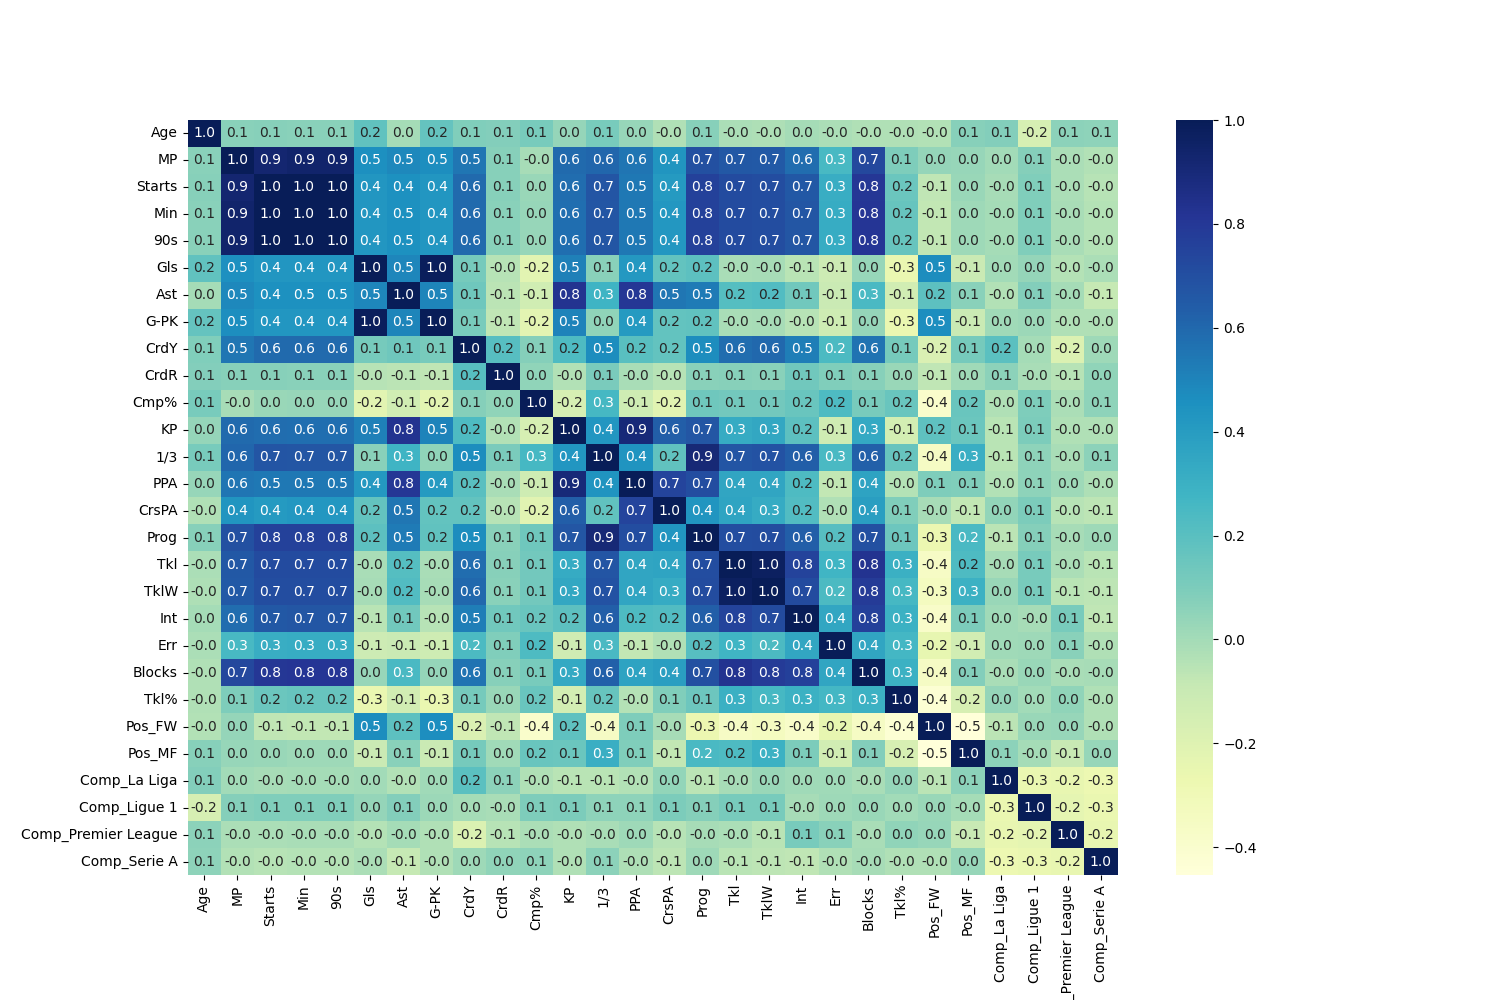 Age 1.0 0.1 0.1 0.1 0.1 0.2 0.0 0.2 0.1 0.1 0.1 0.0 0.1 0.0 -0.0 0.1 -0.0 -0.0 0.0 -0.0 -0.0 -0.0 -0.0 0.1 0.1 -0.2 0.1 0.1 1.0
MP 0.1 1.0 0.9 0.9 0.9 0.5 0.5 0.5 0.5 0.1 -0.0 0.6 0.6 0.6 0.4 0.7 0.7 0.7 0.6 0.3 0.7 0.1 0.0 0.0 0.0 0.1 -0.0 -0.0
Starts 0.1 0.9 1.0 1.0 1.0 0.4 0.4 0.4 0.6 0.1 0.0 0.6 0.7 0.5 0.4 0.8 0.7 0.7 0.7 0.3 0.8 0.2 -0.1 0.0 -0.0 0.1 -0.0 -0.0
Min 0.1 0.9 1.0 1.0 1.0 0.4 0.5 0.4 0.6 0.1 0.0 0.6 0.7 0.5 0.4 0.8 0.7 0.7 0.7 0.3 0.8 0.2 -0.1 0.0 -0.0 0.1 -0.0 -0.0 0.8
90s 0.1 0.9 1.0 1.0 1.0 0.4 0.5 0.4 0.6 0.1 0.0 0.6 0.7 0.5 0.4 0.8 0.7 0.7 0.7 0.3 0.8 0.2 -0.1 0.0 -0.0 0.1 -0.0 -0.0
Gls 0.2 0.5 0.4 0.4 0.4 1.0 0.5 1.0 0.1 -0.0 -0.2 0.5 0.1 0.4 0.2 0.2 -0.0 -0.0 -0.1 -0.1 0.0 -0.3 0.5 -0.1 0.0 0.0 -0.0 -0.0
Ast 0.0 0.5 0.4 0.5 0.5 0.5 1.0 0.5 0.1 -0.1 -0.1 0.8 0.3 0.8 0.5 0.5 0.2 0.2 0.1 -0.1 0.3 -0.1 0.2 0.1 -0.0 0.1 -0.0 -0.1
G-PK 0.2 0.5 0.4 0.4 0.4 1.0 0.5 1.0 0.1 -0.1 -0.2 0.5 0.0 0.4 0.2 0.2 -0.0 -0.0 -0.0 -0.1 0.0 -0.3 0.5 -0.1 0.0 0.0 -0.0 -0.0 0.6
CrdY 0.1 0.5 0.6 0.6 0.6 0.1 0.1 0.1 1.0 0.2 0.1 0.2 0.5 0.2 0.2 0.5 0.6 0.6 0.5 0.2 0.6 0.1 -0.2 0.1 0.2 0.0 -0.2 0.0
CrdR 0.1 0.1 0.1 0.1 0.1 -0.0 -0.1 -0.1 0.2 1.0 0.0 -0.0 0.1 -0.0 -0.0 0.1 0.1 0.1 0.1 0.1 0.1 0.0 -0.1 0.0 0.1 -0.0 -0.1 0.0
Cmp% 0.1 -0.0 0.0 0.0 0.0 -0.2 -0.1 -0.2 0.1 0.0 1.0 -0.2 0.3 -0.1 -0.2 0.1 0.1 0.1 0.2 0.2 0.1 0.2 -0.4 0.2 -0.0 0.1 -0.0 0.1
KP 0.0 0.6 0.6 0.6 0.6 0.5 0.8 0.5 0.2 -0.0 -0.2 1.0 0.4 0.9 0.6 0.7 0.3 0.3 0.2 -0.1 0.3 -0.1 0.2 0.1 -0.1 0.1 -0.0 -0.0 0.4
1/3 0.1 0.6 0.7 0.7 0.7 0.1 0.3 0.0 0.5 0.1 0.3 0.4 1.0 0.4 0.2 0.9 0.7 0.7 0.6 0.3 0.6 0.2 -0.4 0.3 -0.1 0.1 -0.0 0.1
PPA 0.0 0.6 0.5 0.5 0.5 0.4 0.8 0.4 0.2 -0.0 -0.1 0.9 0.4 1.0 0.7 0.7 0.4 0.4 0.2 -0.1 0.4 -0.0 0.1 0.1 -0.0 0.1 0.0 -0.0
CrsPA -0.0 0.4 0.4 0.4 0.4 0.2 0.5 0.2 0.2 -0.0 -0.2 0.6 0.2 0.7 1.0 0.4 0.4 0.3 0.2 -0.0 0.4 0.1 -0.0 -0.1 0.0 0.1 -0.0 -0.1
Prog 0.1 0.7 0.8 0.8 0.8 0.2 0.5 0.2 0.5 0.1 0.1 0.7 0.9 0.7 0.4 1.0 0.7 0.7 0.6 0.2 0.7 0.1 -0.3 0.2 -0.1 0.1 -0.0 0.0 0.2
Tkl -0.0 0.7 0.7 0.7 0.7 -0.0 0.2 -0.0 0.6 0.1 0.1 0.3 0.7 0.4 0.4 0.7 1.0 1.0 0.8 0.3 0.8 0.3 -0.4 0.2 -0.0 0.1 -0.0 -0.1
TklW -0.0 0.7 0.7 0.7 0.7 -0.0 0.2 -0.0 0.6 0.1 0.1 0.3 0.7 0.4 0.3 0.7 1.0 1.0 0.7 0.2 0.8 0.3 -0.3 0.3 0.0 0.1 -0.1 -0.1
Int -0.0 0.6 0.7 0.7 0.7 -0.1 0.1 -0.0 0.5 0.1 0.2 0.2 0.6 0.2 0.2 0.6 0.8 0.7 1.0 0.4 0.8 0.3 -0.4 0.1 0.0 -0.0 0.1 -0.1
Err -0.0 0.3 0.3 0.3 0.3 -0.1 -0.1 -0.1 0.2 0.1 0.2 -0.1 0.3 -0.1 -0.0 0.2 0.3 0.2 0.4 1.0 0.4 0.3 -0.2 -0.1 0.0 -0.0 0.1 -0.0 0.0
Blocks -0.0 0.7 0.8 0.8 0.8 0.0 0.3 -0.0 0.6 0.1 0.1 0.3 0.6 0.4 0.4 0.7 0.8 0.8 0.8 0.4 1.0 0.3 -0.4 0.1 -0.0 0.0 -0.0 -0.0
Tkl% -0.0 0.1 0.2 0.2 0.2 -0.3 -0.1 -0.3 0.1 0.0 0.2 -0.1 0.2 -0.0 0.1 0.1 0.3 0.3 0.3 0.3 0.3 1.0 -0.4 -0.2 0.0 0.0 0.0 -0.0
Pos_FW -0.0 0.0 -0.1 -0.1 -0.1 0.5 0.2 0.5 -0.2 -0.1 -0.4 0.2 -0.4 0.1 -0.0 -0.3 -0.4 -0.3 -0.4 -0.2 -0.4 -0.4 1.0 -0.5 -0.1 0.0 0.0 -0.0
Pos_MF 0.1 0.0 0.0 0.0 0.0 -0.1 0.1 -0.1 0.1 0.0 0.2 0.1 0.3 0.1 -0.1 0.2 0.2 0.3 0.1 -0.1 0.1 -0.2 -0.5 1.0 0.1 -0.0 -0.1 0.0 −0.2
Comp_La Liga 0.1 0.0 -0.0 -0.0 -0.0 0.0 -0.0 0.0 0.2 0.1 -0.0 -0.1 -0.1 -0.0 0.0 -0.1 -0.0 0.0 0.0 0.0 -0.0 0.0 -0.1 0.1 1.0 -0.3 -0.2 -0.3
Comp_Ligue 1 -0.2 0.1 0.1 0.1 0.1 0.0 0.1 0.0 0.0 -0.0 0.1 0.1 0.1 0.1 0.1 0.1 0.1 0.1 -0.0 -0.0 0.0 0.0 0.0 -0.0 -0.3 1.0 -0.2 -0.3
Comp_Premier League 0.1 -0.0 -0.0 -0.0 -0.0 -0.0 -0.0 -0.0 -0.2 -0.1 -0.0 -0.0 -0.0 0.0 -0.0 -0.0 -0.0 -0.1 0.1 0.1 -0.0 0.0 0.0 -0.1 -0.2 -0.2 1.0 -0.2 −0.4
Comp_Serie A 0.1 -0.0 -0.0 -0.0 -0.0 -0.0 -0.1 -0.0 0.0 0.0 0.1 -0.0 0.1 -0.0 -0.1 0.0 -0.1 -0.1 -0.1 -0.0 -0.0 -0.0 -0.0 0.0 -0.3 -0.3 -0.2 1.0
Age MP Starts Min 90s Gls Ast G-PK CrdY CrdR Cmp% KP 1/3 PPA CrsPA Prog Tkl TklW Int Err Blocks Tkl% Pos_FW Pos_MF Comp_La Liga Comp_Ligue 1 _Premier League Comp_Serie A